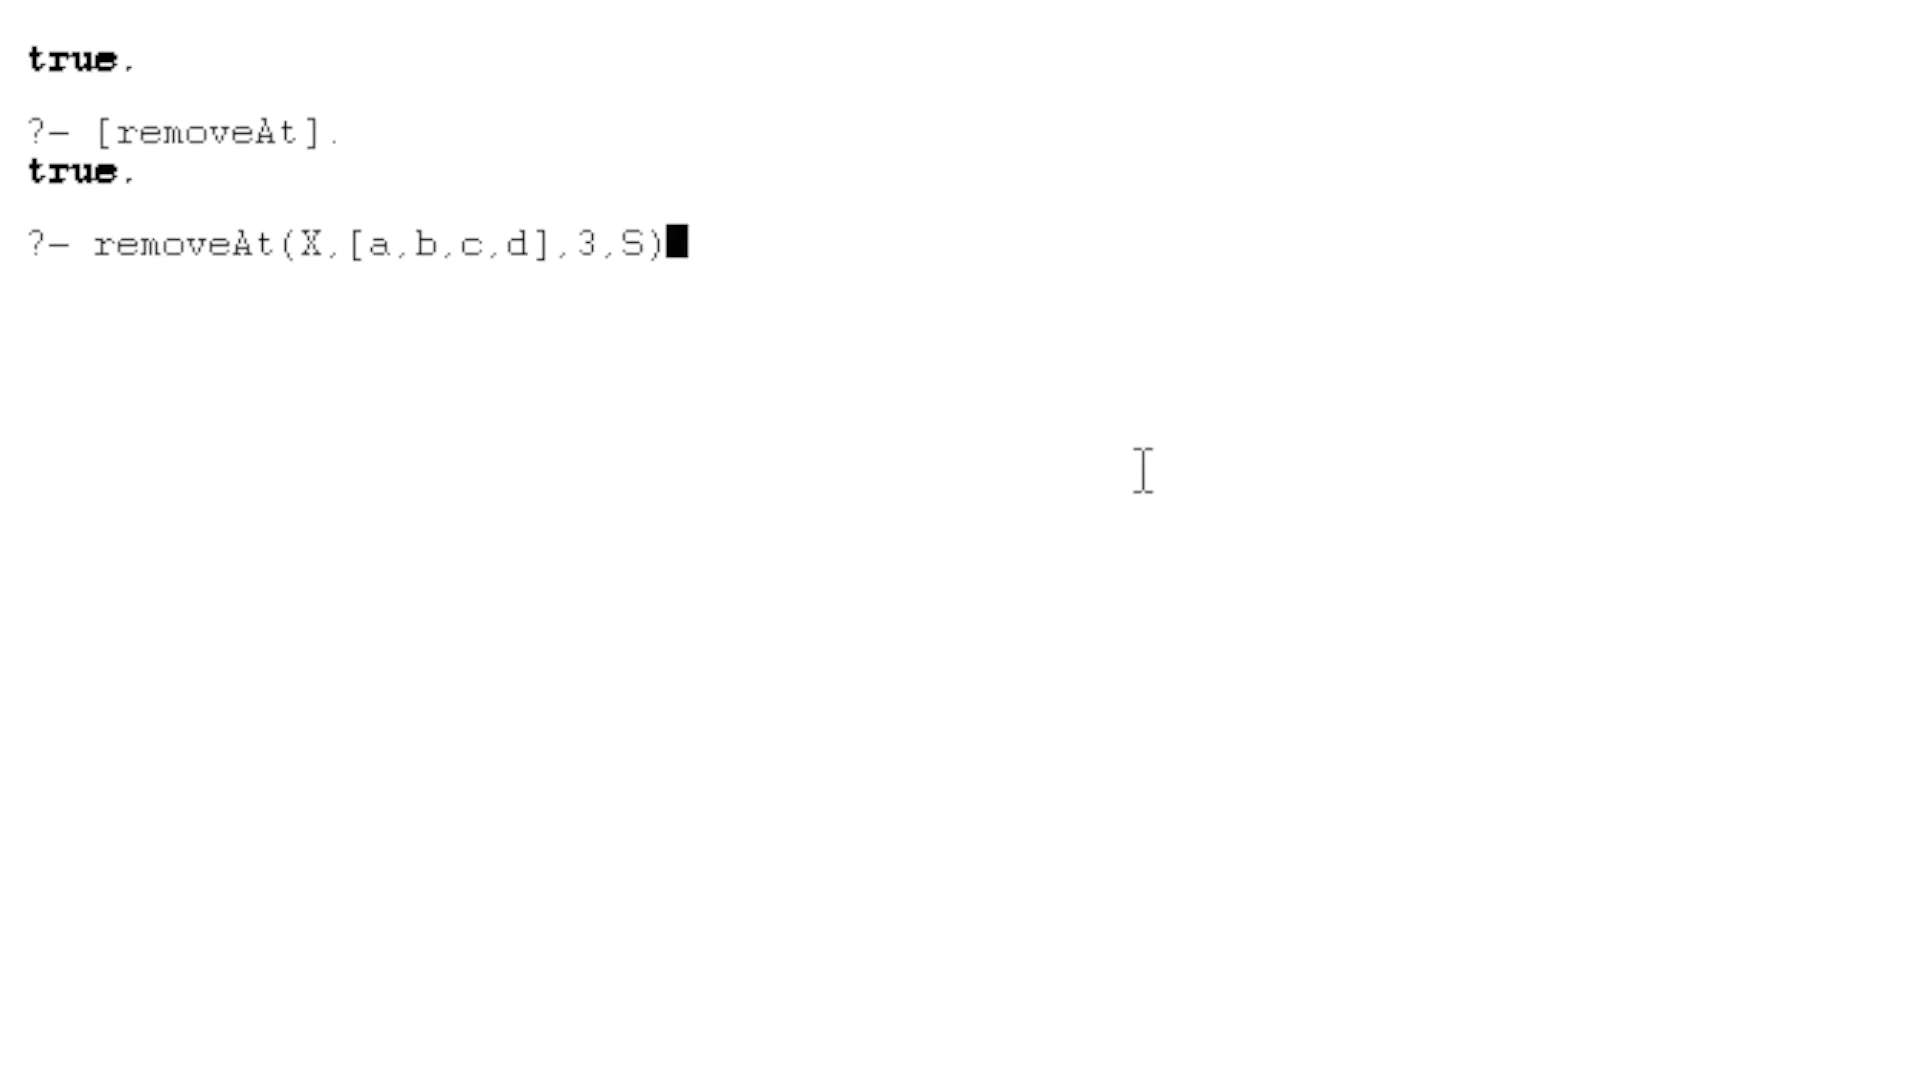 true.
?- [removeAt].
true.
?- removeAt(X,[a,b,c,d],3,S)